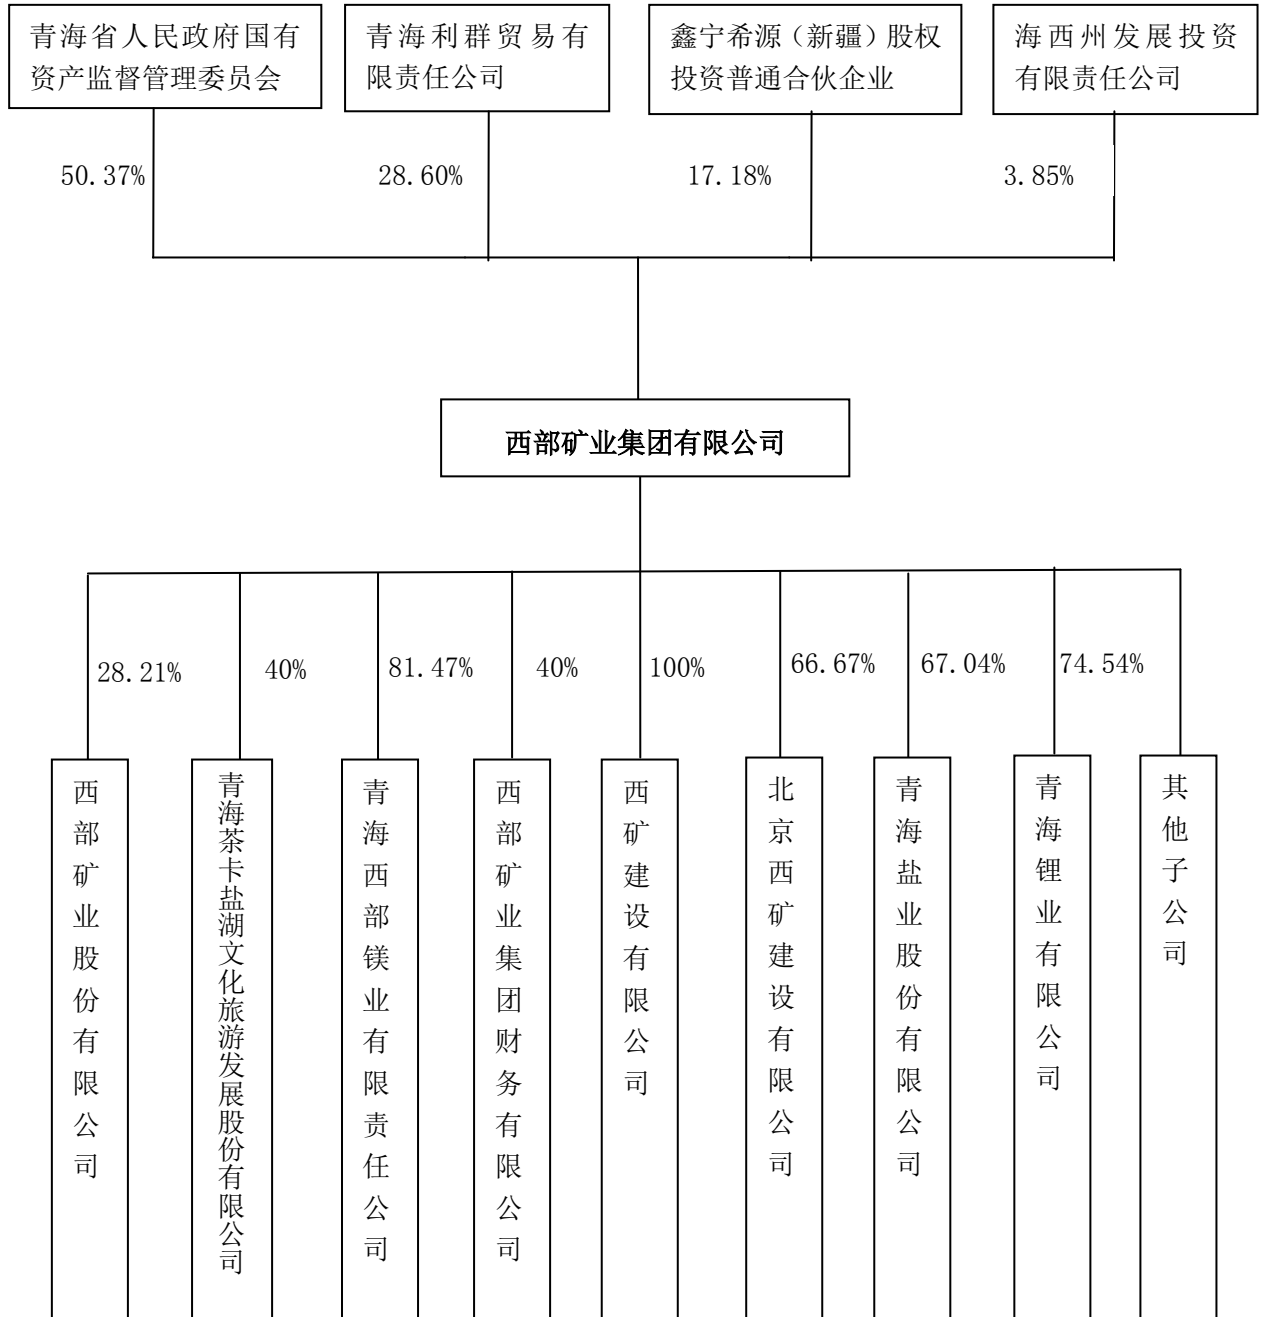 青海省人民政府国有
资产监督管理委员会
青海利群贸易有
限责任公司
鑫宁希源（新疆）股权
投资普通合伙企业
海西州发展投资
有限责任公司
50.37%
28.60%
17.18%
3.85%
西部矿业集团有限公司
28.21%
40%
81.47%
40%
100%
66.67%
67.04%
74.54%
西部矿业股份有限公司
青海茶卡盐湖文化旅游发展股份有限公司
青海西部镁业有限责任公司
西部矿业集团财务有限公司
西矿建设有限公司
北京西矿建设有限公司
青海盐业股份有限公司
青海锂业有限公司
其他子公司